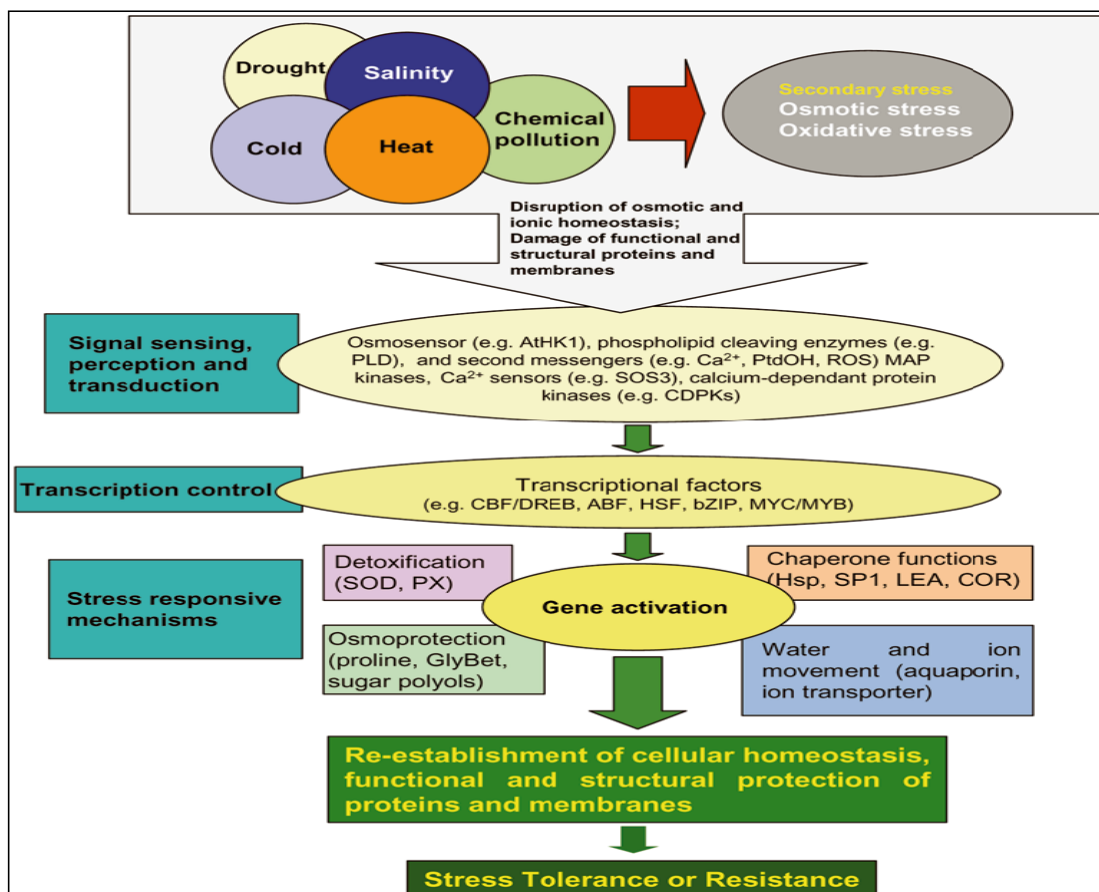 Drought
Salinity
Cold
Heat
Chemical
pollution
Secondary stress
Osmotic stress
Oxidative stress
Disruption of osmotic and
ionic homeostasis;
Damage of functional and
structural proteins and
membranes
Signal sensing,
perception and
transduction
Osmosensor (e.g. AtHK1), phospholipid cleaving enzymes (e.g.
PLD), and second messengers (e.g. Ca²⁺, PtdOH, ROS) MAP
kinases, Ca²⁺ sensors (e.g. SOS3), calcium-dependant protein
kinases (e.g. CDPKs)
Transcription control
Transcriptional factors
(e.g. CBF/DREB, ABF, HSF, bZIP, MYC/MYB)
Stress responsive
mechanisms
Detoxification
(SOD, PX)
Chaperone functions
(Hsp, SP1, LEA, COR)
Gene activation
Osmoprotection
(proline, GlyBet,
sugar polyols)
Water and ion
movement (aquaporin,
ion transporter)
Re-establishment of cellular homeostasis,
functional and structural protection of
proteins and membranes
Stress Tolerance or Resistance